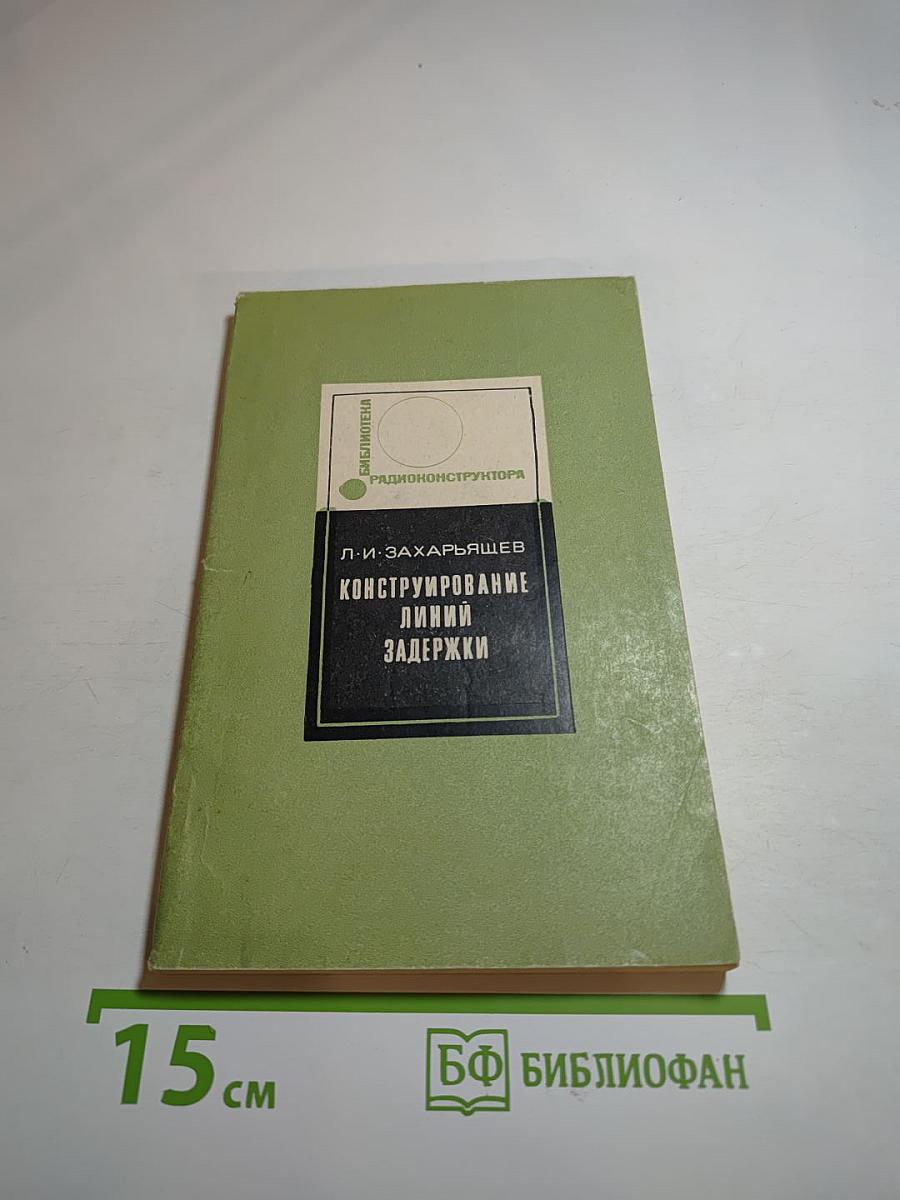 БИБЛИОТЕКА
РАДИОКОНСТРУКТОРА
Л·И·ЗАХАРЬЯЩЕВ
КОНСТРУИРОВАНИЕ
ЛИНИЙ
ЗАДЕРЖКИ
15 см
БФ БИБЛИОФАН